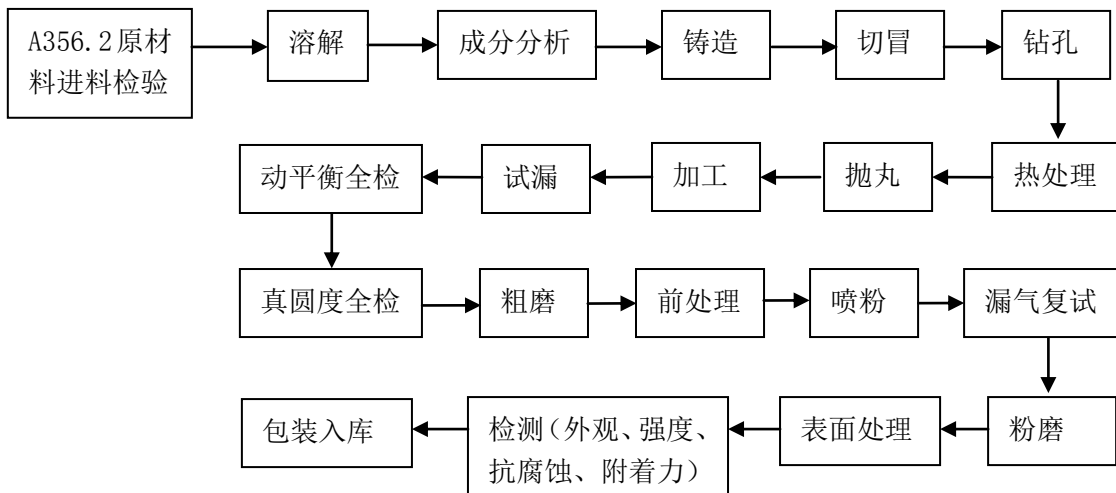 A356.2原材
料进料检验
溶解
成分分析
铸造
切冒
钻孔
热处理
抛丸
加工
试漏
动平衡全检
真圆度全检
粗磨
前处理
喷粉
漏气复试
粉磨
表面处理
检测（外观、强度、
抗腐蚀、附着力）
包装入库